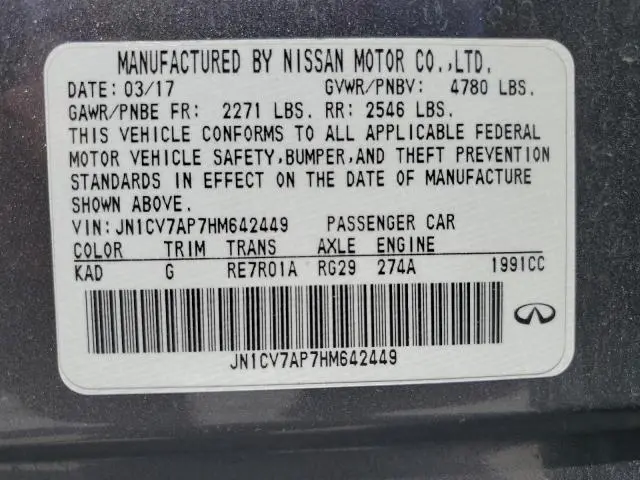 MANUFACTURED BY NISSAN MOTOR CO.,LTD.
DATE: 03/17 GVWR/PNBV: 4780 LBS.
GAWR/PNBE FR: 2271 LBS. RR: 2546 LBS.
THIS VEHICLE CONFORMS TO ALL APPLICABLE FEDERAL
MOTOR VEHICLE SAFETY,BUMPER,AND THEFT PREVENTION
STANDARDS IN EFFECT ON THE DATE OF MANUFACTURE
SHOWN ABOVE.
VIN:JN1CV7AP7HM642449 PASSENGER CAR
COLOR TRIM TRANS AXLE ENGINE
KAD G RE7R01A RG29 274A 1991CC
JN1CV7AP7HM642449